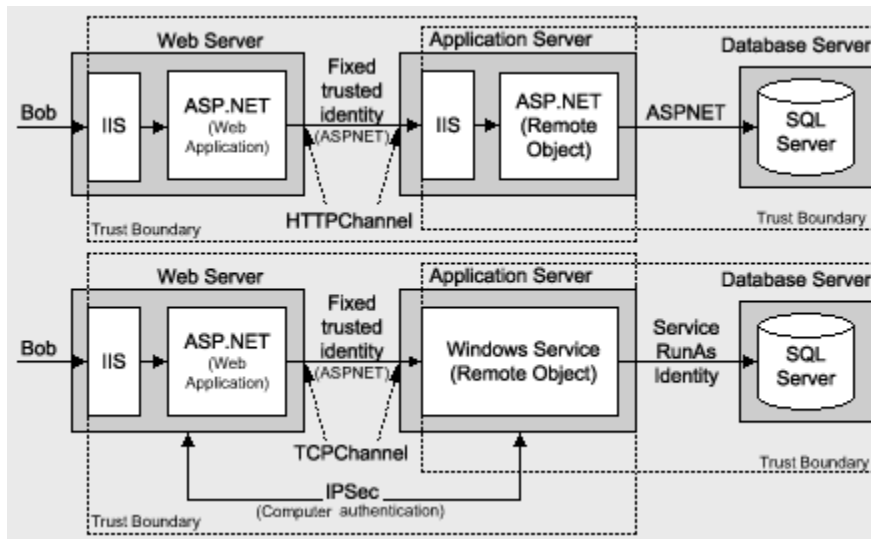 Web Server
Application Server
Database Server
Bob
IIS
ASP.NET
(Web
Application)
Fixed
trusted
identity
(ASPNET)
IIS
ASP.NET
(Remote
Object)
ASPNET
SQL
Server
HTTPChannel
Trust Boundary
Trust Boundary
Web Server
Application Server
Database Server
Bob
IIS
ASP.NET
(Web
Application)
Fixed
trusted
identity
(ASPNET)
Windows Service
(Remote Object)
Service
RunAs
Identity
SQL
Server
TCPChannel
Trust Boundary
IPSec
(Computer authentication)
Trust Boundary